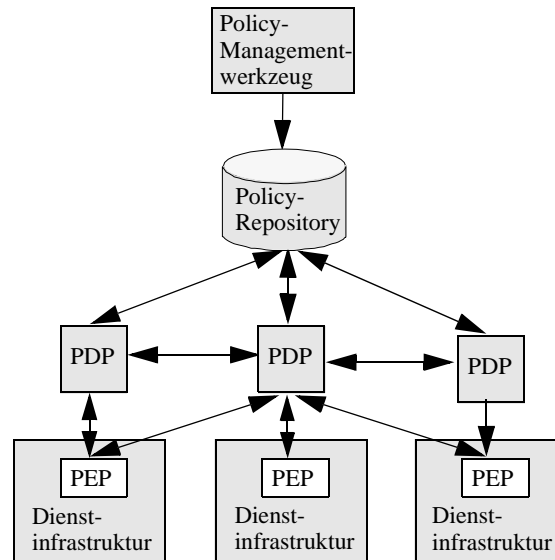 Policy-
Management-
werkzeug
Policy-
Repository
PDP
PDP
PDP
PEP
Dienst-
infrastruktur
PEP
Dienst-
infrastruktur
PEP
Dienst-
infrastruktur